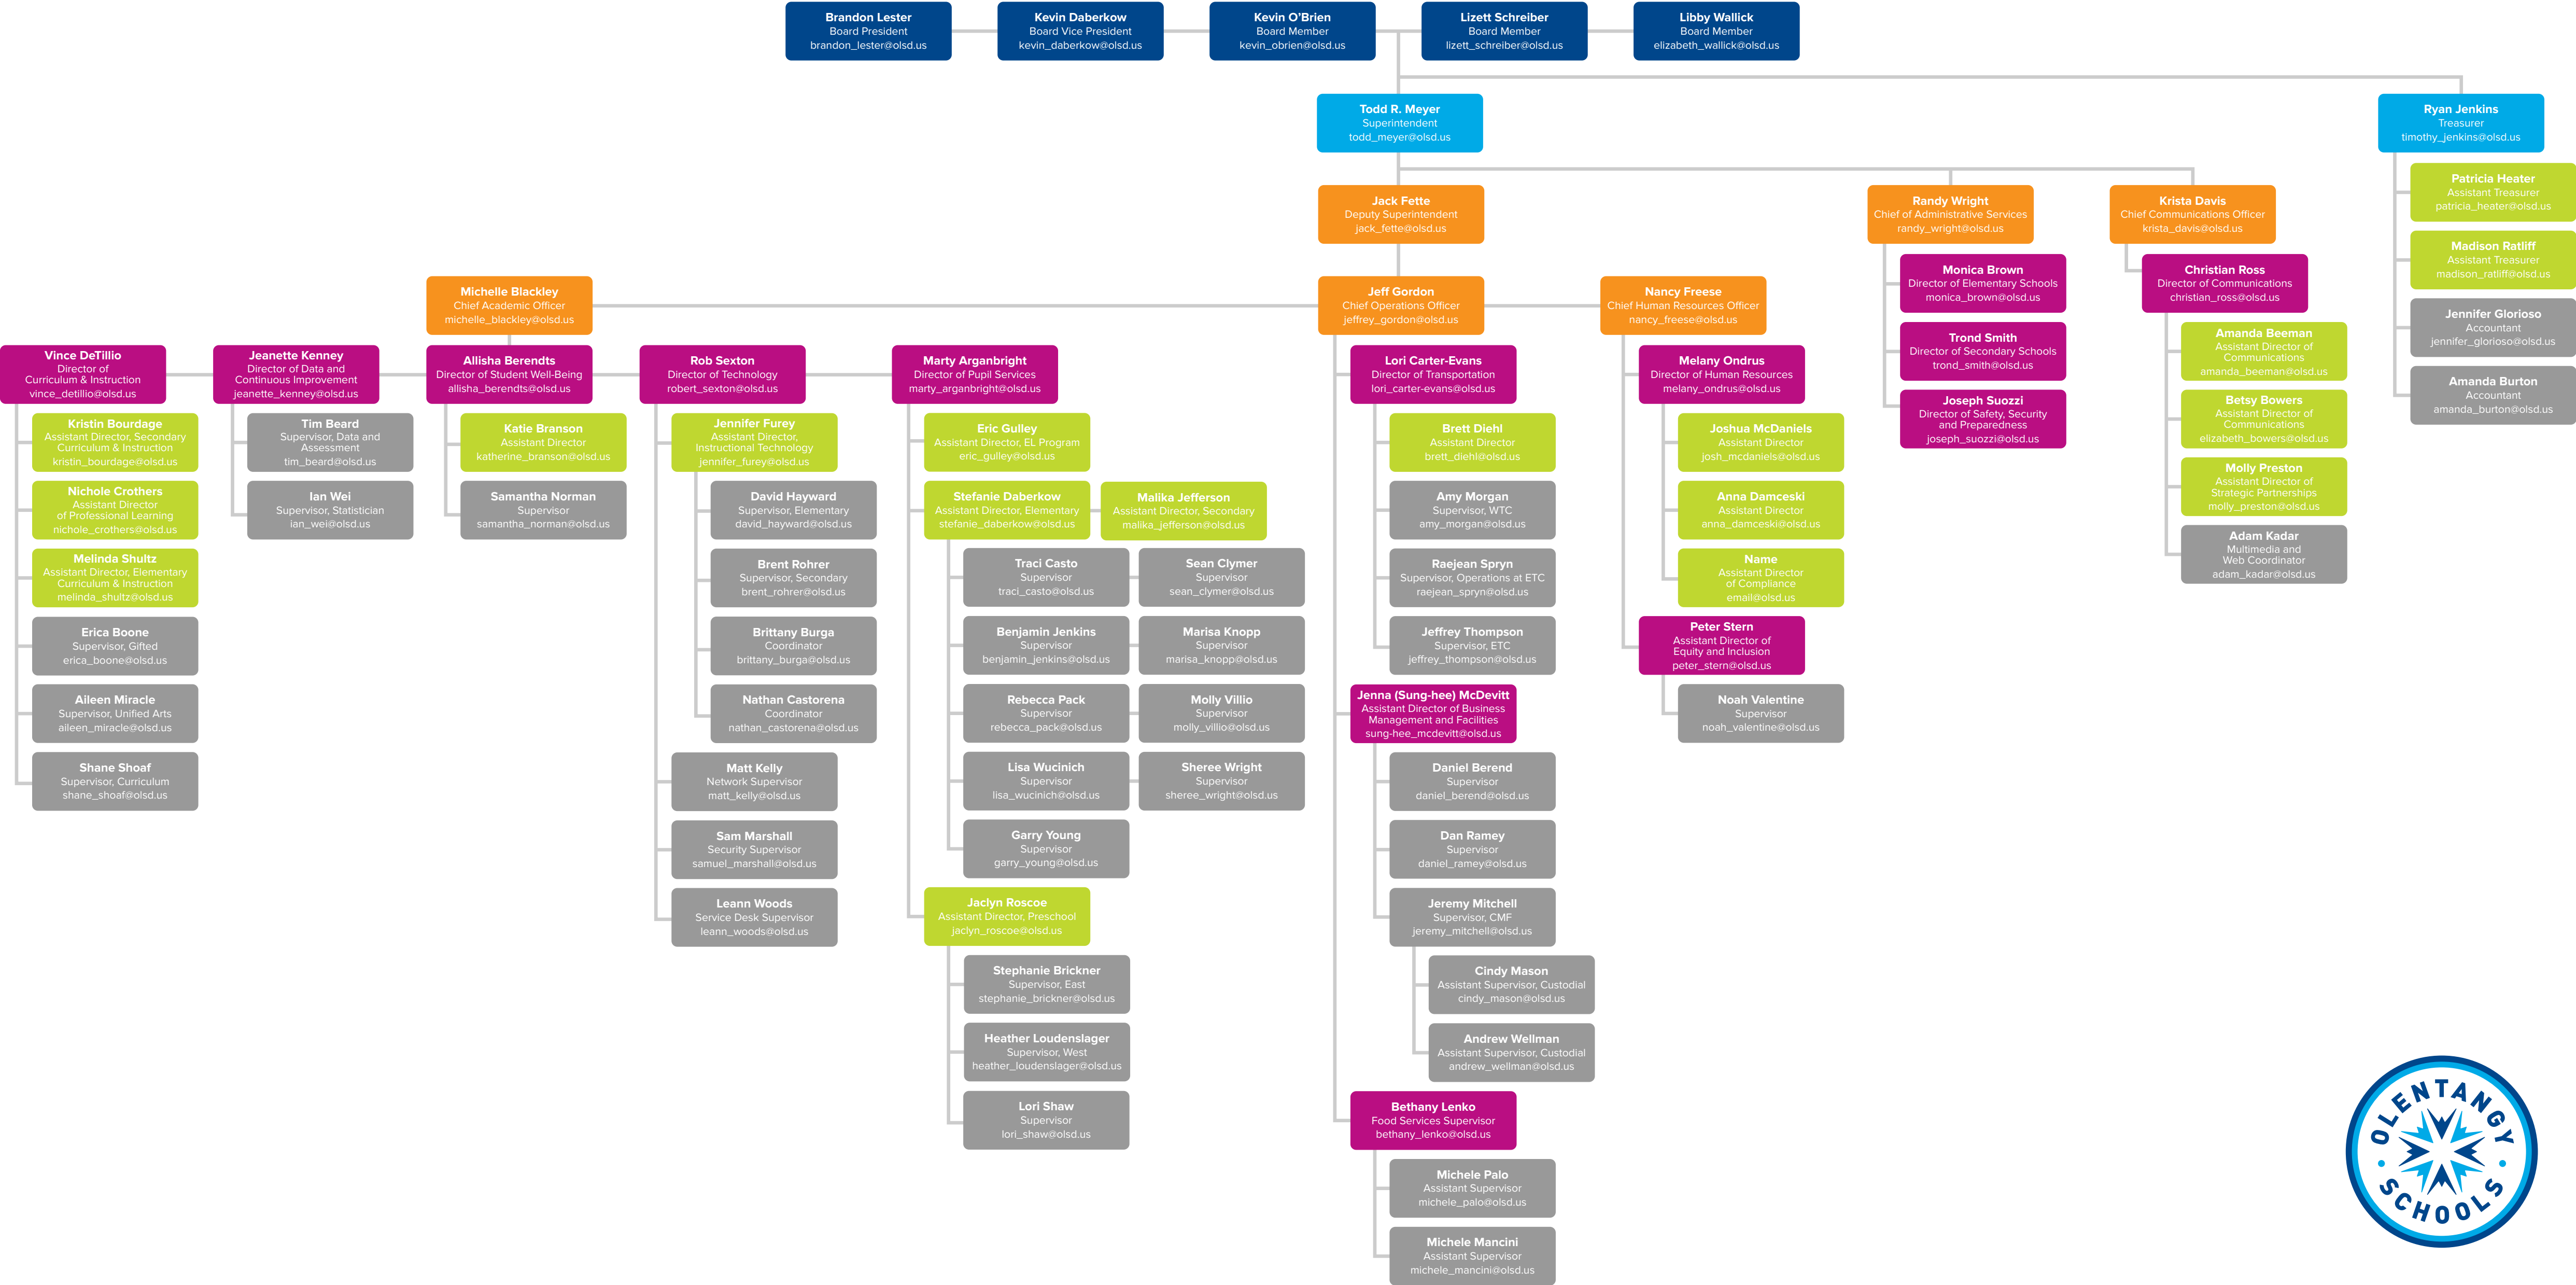 Brandon Lester
Board President
brandon_lester@olsd.us
Kevin Daberkow
Board Vice President
kevin_daberkow@olsd.us
Kevin O'Brien
Board Member
kevin_obrien@olsd.us
Lizett Schreiber
Board Member
lizett_schreiber@olsd.us
Libby Wallick
Board Member
elizabeth_wallick@olsd.us
Todd R. Meyer
Superintendent
todd_meyer@olsd.us
Ryan Jenkins
Treasurer
timothy_jenkins@olsd.us
Patricia Heater
Assistant Treasurer
patricia_heater@olsd.us
Madison Ratliff
Assistant Treasurer
madison_ratliff@olsd.us
Jennifer Glorioso
Accountant
jennifer_glorioso@olsd.us
Amanda Burton
Accountant
amanda_burton@olsd.us
Jack Fette
Deputy Superintendent
jack_fette@olsd.us
Randy Wright
Chief of Administrative Services
randy_wright@olsd.us
Monica Brown
Director of Elementary Schools
monica_brown@olsd.us
Trond Smith
Director of Secondary Schools
trond_smith@olsd.us
Joseph Suozzi
Director of Safety, Security
and Preparedness
joseph_suozzi@olsd.us
Krista Davis
Chief Communications Officer
krista_davis@olsd.us
Christian Ross
Director of Communications
christian_ross@olsd.us
Amanda Beeman
Assistant Director of
Communications
amanda_beeman@olsd.us
Betsy Bowers
Assistant Director of
Communications
elizabeth_bowers@olsd.us
Molly Preston
Assistant Director of
Strategic Partnerships
molly_preston@olsd.us
Adam Kadar
Multimedia and
Web Coordinator
adam_kadar@olsd.us
Michelle Blackley
Chief Academic Officer
michelle_blackley@olsd.us
Jeff Gordon
Chief Operations Officer
jeffrey_gordon@olsd.us
Nancy Freese
Chief Human Resources Officer
nancy_freese@olsd.us
Vince DeTillio
Director of
Curriculum & Instruction
vince_detillio@olsd.us
Kristin Bourdage
Assistant Director, Secondary
Curriculum & Instruction
kristin_bourdage@olsd.us
Nichole Crothers
Assistant Director
of Professional Learning
nichole_crothers@olsd.us
Melinda Shultz
Assistant Director, Elementary
Curriculum & Instruction
melinda_shultz@olsd.us
Erica Boone
Supervisor, Gifted
erica_boone@olsd.us
Aileen Miracle
Supervisor, Unified Arts
aileen_miracle@olsd.us
Shane Shoaf
Supervisor, Curriculum
shane_shoaf@olsd.us
Jeanette Kenney
Director of Data and
Continuous Improvement
jeanette_kenney@olsd.us
Tim Beard
Supervisor, Data and
Assessment
tim_beard@olsd.us
Ian Wei
Supervisor, Statistician
ian_wei@olsd.us
Allisha Berendts
Director of Student Well-Being
allisha_berendts@olsd.us
Katie Branson
Assistant Director
katherine_branson@olsd.us
Samantha Norman
Supervisor
samantha_norman@olsd.us
Rob Sexton
Director of Technology
robert_sexton@olsd.us
Jennifer Furey
Assistant Director,
Instructional Technology
jennifer_furey@olsd.us
David Hayward
Supervisor, Elementary
david_hayward@olsd.us
Brent Rohrer
Supervisor, Secondary
brent_rohrer@olsd.us
Brittany Burga
Coordinator
brittany_burga@olsd.us
Nathan Castorena
Coordinator
nathan_castorena@olsd.us
Matt Kelly
Network Supervisor
matt_kelly@olsd.us
Sam Marshall
Security Supervisor
samuel_marshall@olsd.us
Leann Woods
Service Desk Supervisor
leann_woods@olsd.us
Marty Arganbright
Director of Pupil Services
marty_arganbright@olsd.us
Eric Gulley
Assistant Director, EL Program
eric_gulley@olsd.us
Stefanie Daberkow
Assistant Director, Elementary
stefanie_daberkow@olsd.us
Malika Jefferson
Assistant Director, Secondary
malika_jefferson@olsd.us
Traci Casto
Supervisor
traci_casto@olsd.us
Sean Clymer
Supervisor
sean_clymer@olsd.us
Benjamin Jenkins
Supervisor
benjamin_jenkins@olsd.us
Marisa Knopp
Supervisor
marisa_knopp@olsd.us
Rebecca Pack
Supervisor
rebecca_pack@olsd.us
Molly Villio
Supervisor
molly_villio@olsd.us
Lisa Wucinich
Supervisor
lisa_wucinich@olsd.us
Sheree Wright
Supervisor
sheree_wright@olsd.us
Garry Young
Supervisor
garry_young@olsd.us
Jaclyn Roscoe
Assistant Director, Preschool
jaclyn_roscoe@olsd.us
Stephanie Brickner
Supervisor, East
stephanie_brickner@olsd.us
Heather Loudenslager
Supervisor, West
heather_loudenslager@olsd.us
Lori Shaw
Supervisor
lori_shaw@olsd.us
Lori Carter-Evans
Director of Transportation
lori_carter-evans@olsd.us
Brett Diehl
Assistant Director
brett_diehl@olsd.us
Amy Morgan
Supervisor, WTC
amy_morgan@olsd.us
Raejean Spryn
Supervisor, Operations at ETC
raejean_spryn@olsd.us
Jeffrey Thompson
Supervisor, ETC
jeffrey_thompson@olsd.us
Jenna (Sung-hee) McDevitt
Assistant Director of Business
Management and Facilities
sung-hee_mcdevitt@olsd.us
Daniel Berend
Supervisor
daniel_berend@olsd.us
Dan Ramey
Supervisor
daniel_ramey@olsd.us
Jeremy Mitchell
Supervisor, CMF
jeremy_mitchell@olsd.us
Cindy Mason
Assistant Supervisor, Custodial
cindy_mason@olsd.us
Andrew Wellman
Assistant Supervisor, Custodial
andrew_wellman@olsd.us
Bethany Lenko
Food Services Supervisor
bethany_lenko@olsd.us
Michele Palo
Assistant Supervisor
michele_palo@olsd.us
Michele Mancini
Assistant Supervisor
michele_mancini@olsd.us
Melany Ondrus
Director of Human Resources
melany_ondrus@olsd.us
Joshua McDaniels
Assistant Director
josh_mcdaniels@olsd.us
Anna Damceski
Assistant Director
anna_damceski@olsd.us
Name
Assistant Director
of Compliance
email@olsd.us
Peter Stern
Assistant Director of
Equity and Inclusion
peter_stern@olsd.us
Noah Valentine
Supervisor
noah_valentine@olsd.us
OLENTANGY
SCHOOLS